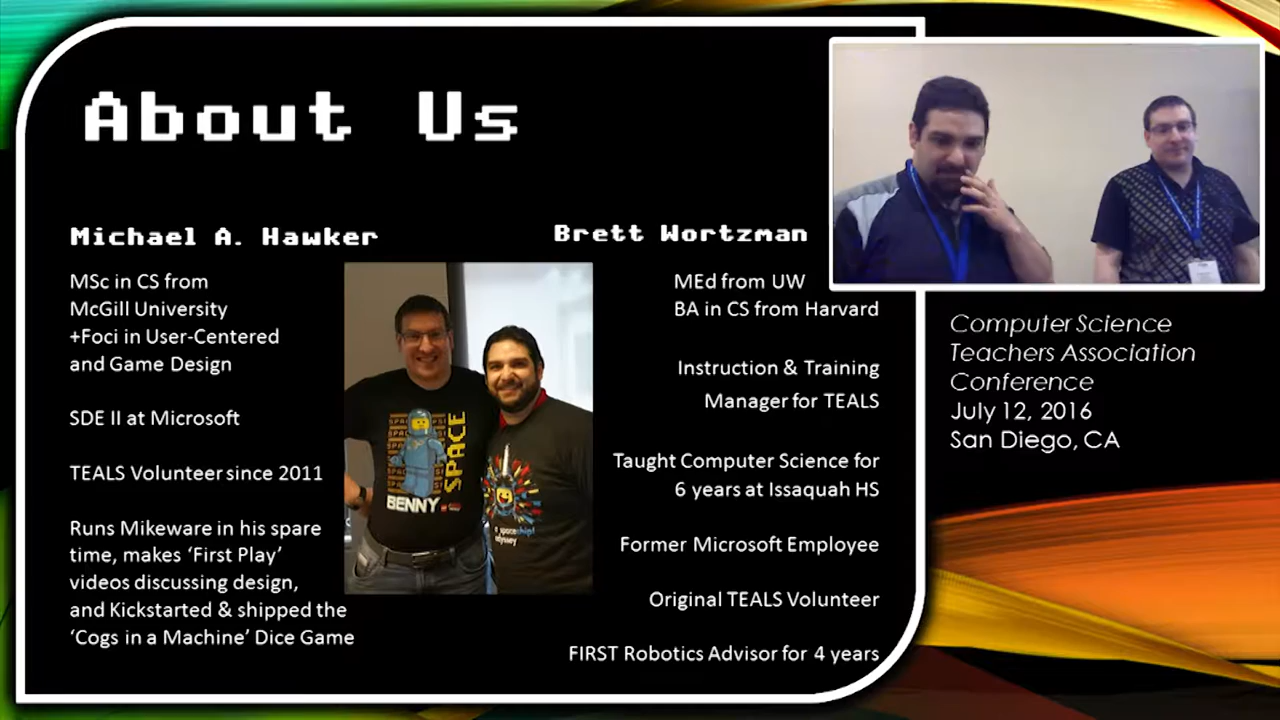 About Us
Michael A. Hawker
MSc in CS from
McGill University
+Foci in User-Centered
and Game Design
SDE II at Microsoft
TEALS Volunteer since 2011
Runs Mikeware in his spare
time, makes ‘First Play’
videos discussing design,
and Kickstarted & shipped the
‘Cogs in a Machine’ Dice Game
SPACE
BENNY
a spaceship!
odyssey
Brett Wortzman
MEd from UW
BA in CS from Harvard
Instruction & Training
Manager for TEALS
Taught Computer Science for
6 years at Issaquah HS
Former Microsoft Employee
Original TEALS Volunteer
FIRST Robotics Advisor for 4 years
Computer Science
Teachers Association
Conference
July 12, 2016
San Diego, CA